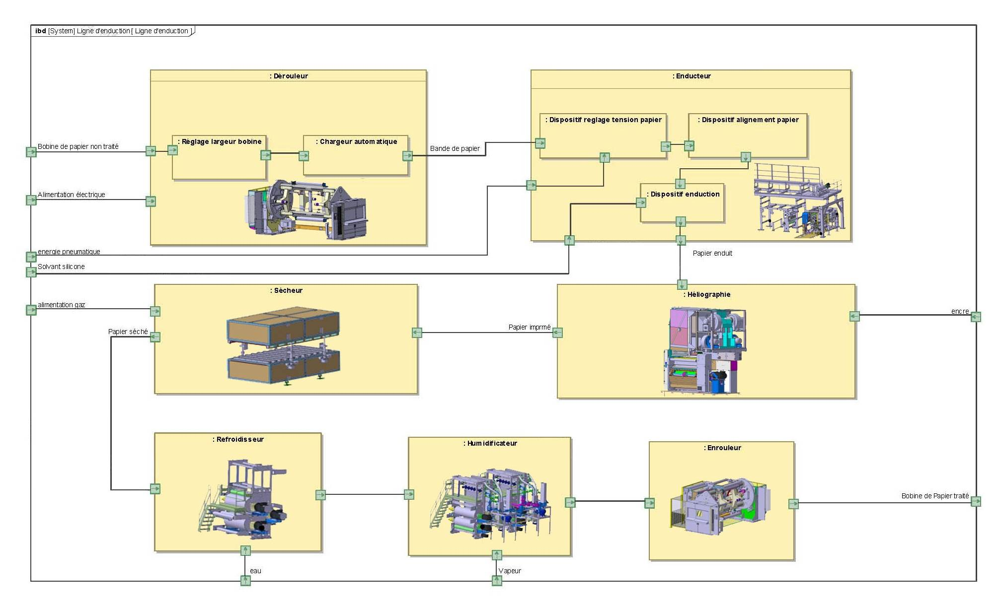 ibd [System] Ligne d'enduction [ Ligne d'enduction ]
: Dérouleur
: Enducteur
: Dispositif reglage tension papier
: Dispositif alignement papier
: Réglage largeur bobine
: Chargeur automatique
Bobine de papier non traité
Bande de papier
Alimentation électrique
: Dispositif enduction
energie pneumatique
Papier enduit
Solvant silicone
: Sécheur
: Héliographie
alimentation gaz
encre
Papier séché
Papier imprmé
: Refroidisseur
: Humidificateur
: Enrouleur
Bobine de Papier traité
eau
Vapeur